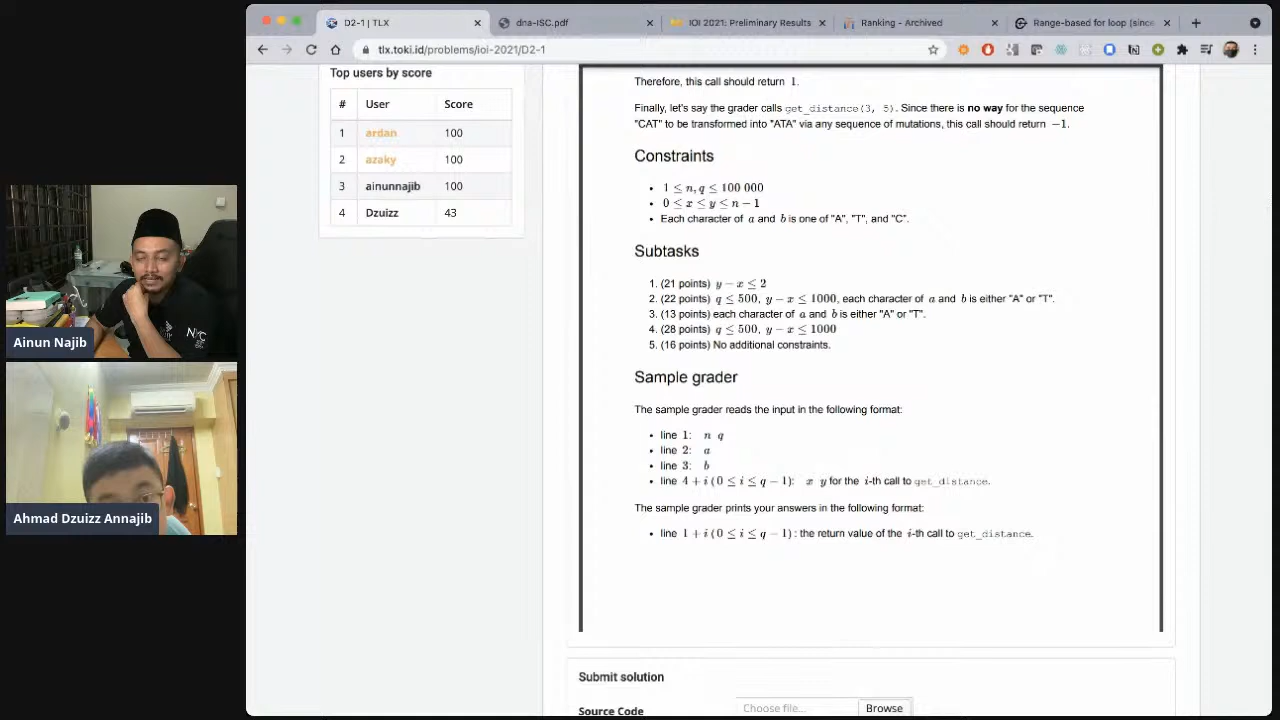 D2-1 | TLX
dna-ISC.pdf
IOI 2021: Preliminary Results
Ranking - Archived
Range-based for loop (since
tlx.toki.id/problems/ioi-2021/D2-1
Top users by score
# User Score
1 ardan 100
2 azaky 100
3 ainunnajib 100
4 Dzuizz 43
Therefore, this call should return 1.
Finally, let's say the grader calls get_distance(3, 5). Since there is no way for the sequence
"CAT" to be transformed into "ATA" via any sequence of mutations, this call should return −1.
Constraints
• 1 ≤ n, q ≤ 100 000
• 0 ≤ x ≤ y ≤ n − 1
• Each character of a and b is one of "A", "T", and "C".
Subtasks
1. (21 points) y − x ≤ 2
2. (22 points) q ≤ 500, y − x ≤ 1000, each character of a and b is either "A" or "T".
3. (13 points) each character of a and b is either "A" or "T".
4. (28 points) q ≤ 500, y − x ≤ 1000
5. (16 points) No additional constraints.
Sample grader
The sample grader reads the input in the following format:
• line 1: n q
• line 2: a
• line 3: b
• line 4 + i (0 ≤ i ≤ q − 1): x y for the i-th call to get_distance.
The sample grader prints your answers in the following format:
• line 1 + i (0 ≤ i ≤ q − 1): the return value of the i-th call to get_distance.
Submit solution
Source Code
Choose file...
Browse
Ainun Najib
Ahmad Dzuizz Annajib